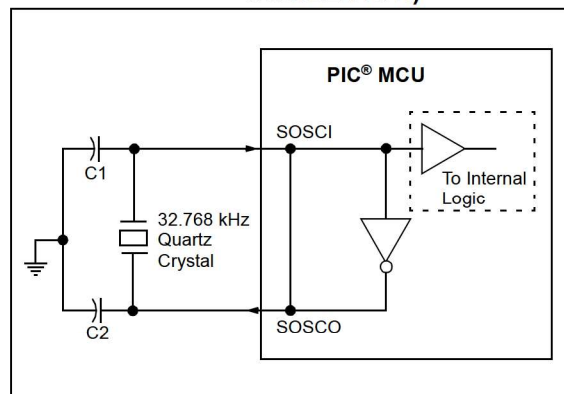 PIC® MCU
SOSCI
C1
To Internal
Logic
32.768 kHz
Quartz
Crystal
C2
SOSCO